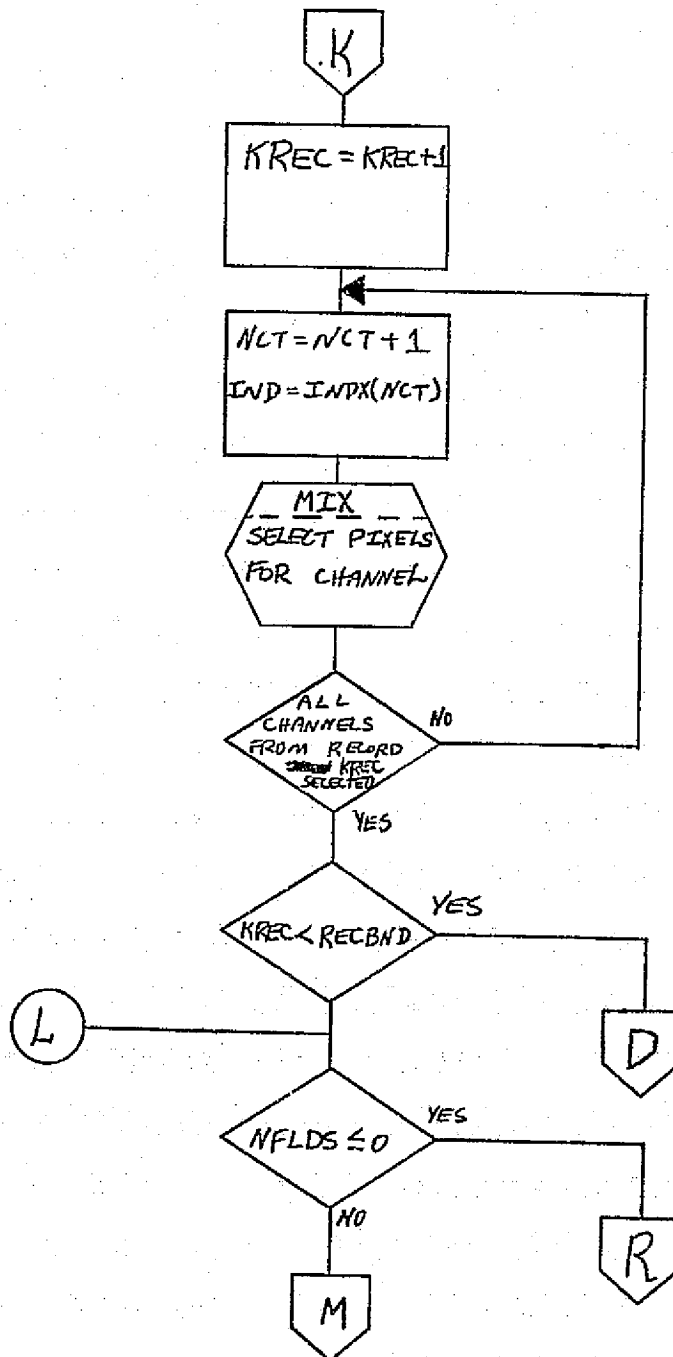 K
KREC = KREC+1
NCT = NCT + 1
IND = INDX(NCT)
MIX
SELECT PIXELS
FOR CHANNEL
ALL
CHANNELS
FROM RECORD
KREC
SELECTED
NO
YES
KREC < RECBND
YES
L
D
NFLDS ≤ 0
YES
NO
R
M